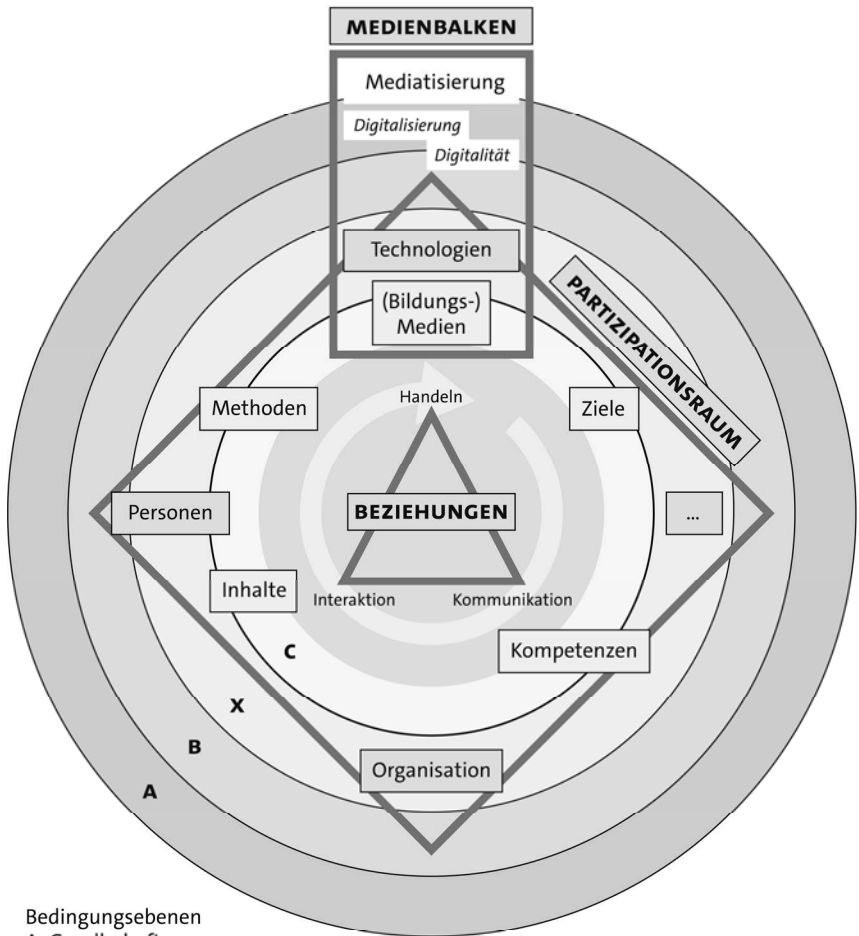 MEDIENBALKEN
Mediatisierung
Digitalisierung
Digitalität
Technologien
(Bildungs-)
Medien
PARTIZIPATIONSRAUM
Handeln
Methoden
Ziele
Personen
BEZIEHUNGEN
...
Inhalte
Interaktion
Kommunikation
C
Kompetenzen
X
B
Organisation
A
Bedingungsebenen